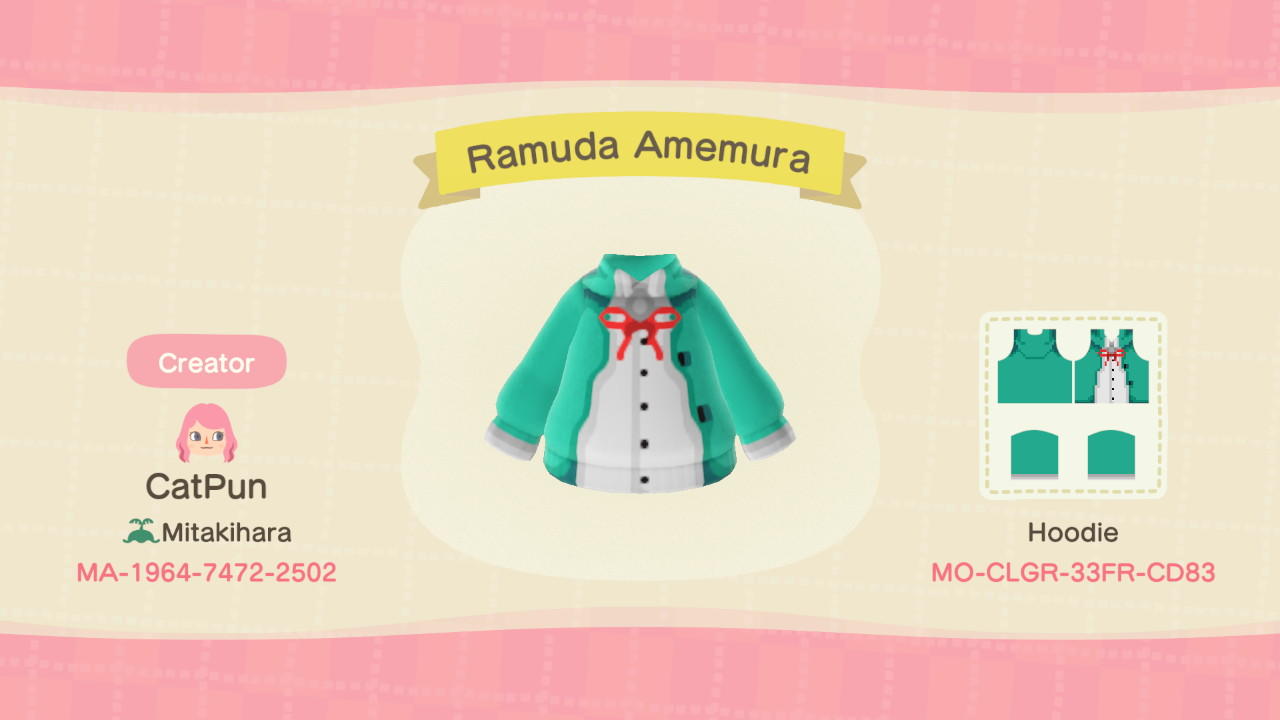 Ramuda Amemura
Creator
CatPun
Mitakihara
MA-1964-7472-2502
Hoodie
MO-CLGR-33FR-CD83